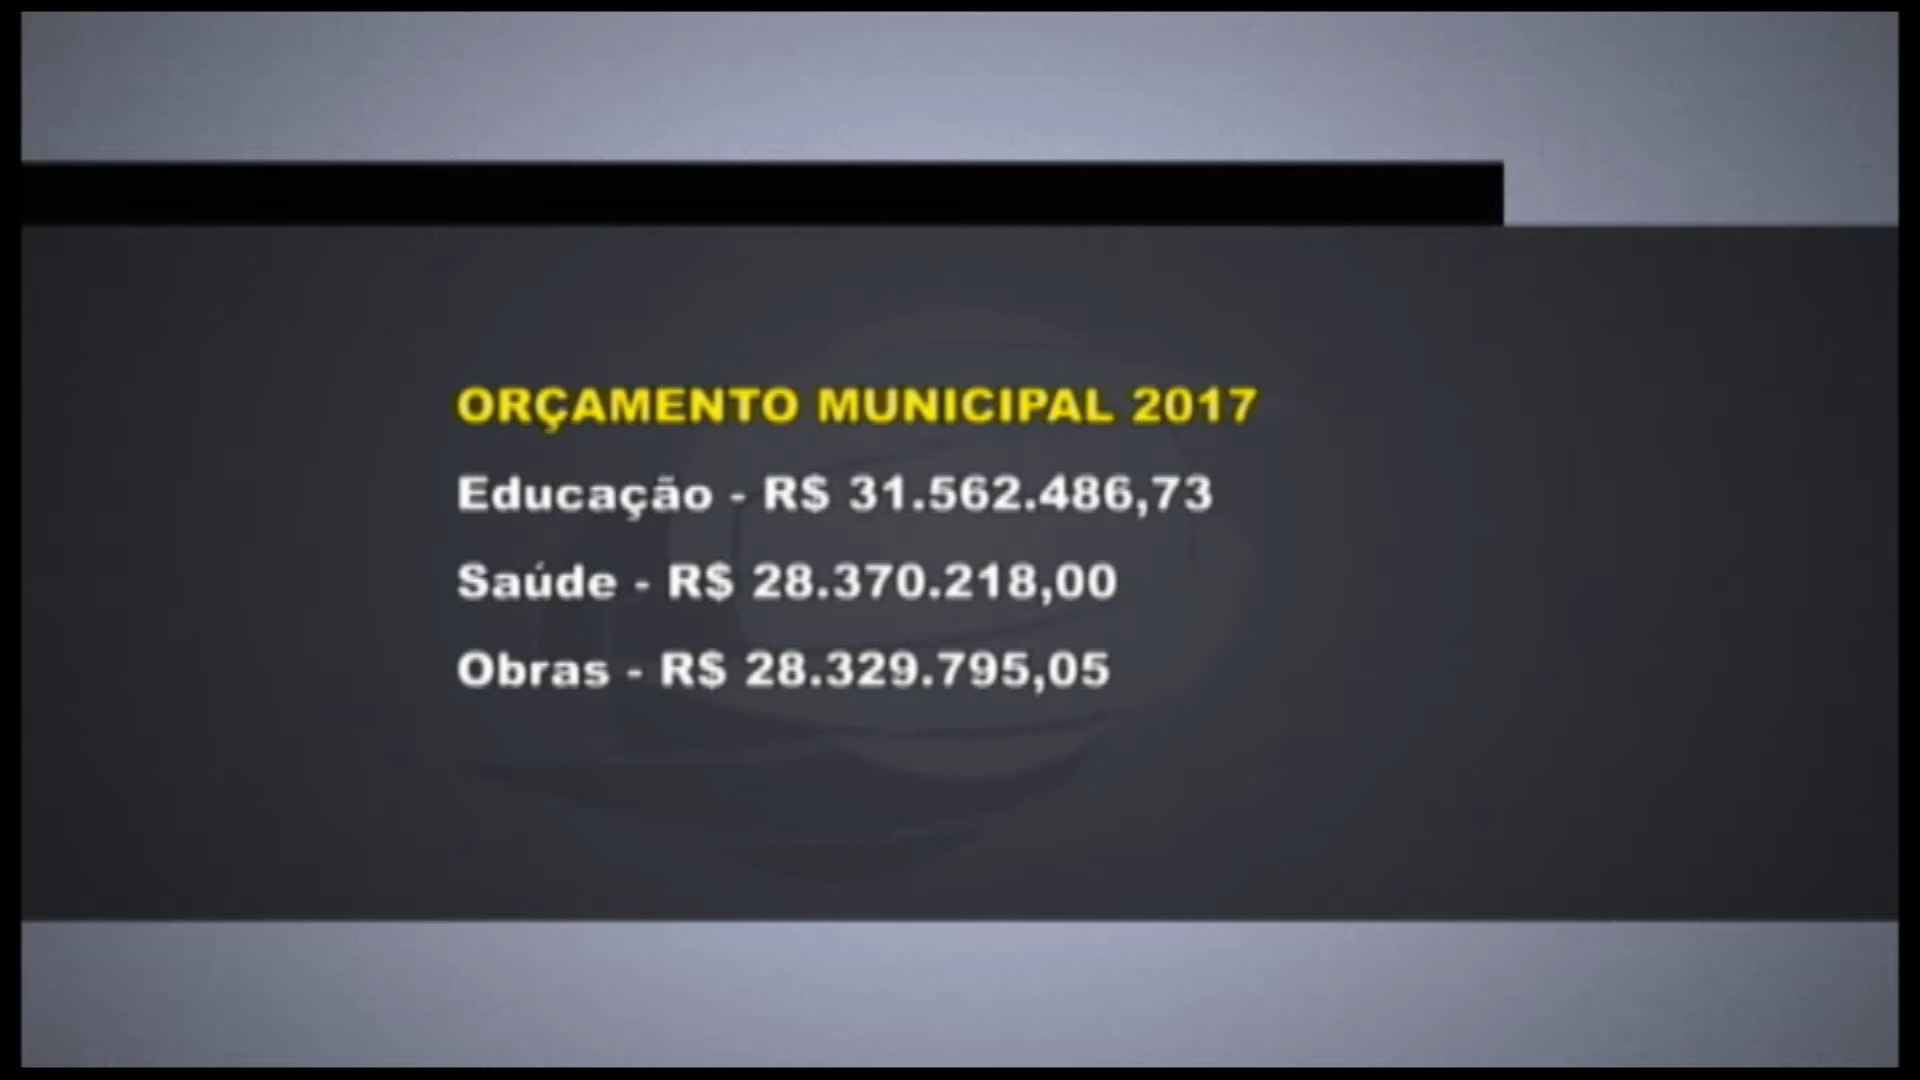 ORÇAMENTO MUNICIPAL 2017
Educação - R$ 31.562.486,73
Saúde - R$ 28.370.218,00
Obras - R$ 28.329.795,05